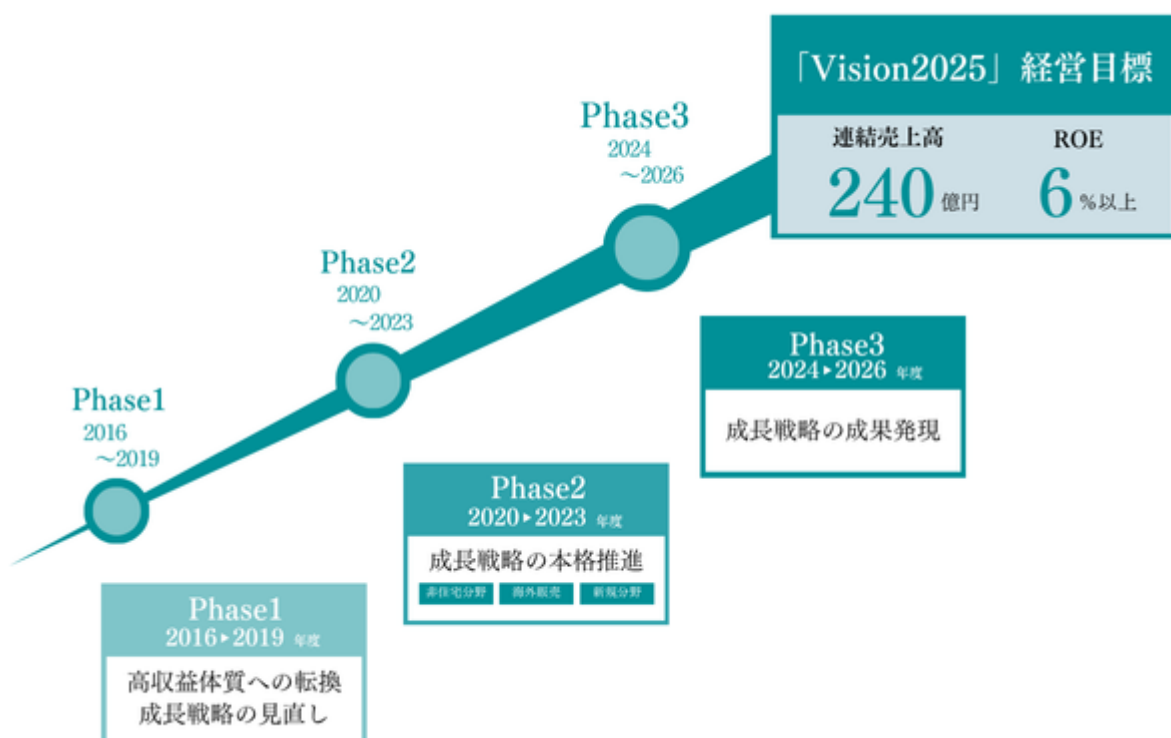 「Vision2025」経営目標
連結売上高
240億円
ROE
6%以上
Phase3
2024
～2026
Phase2
2020
～2023
Phase1
2016
～2019
Phase3
2024▸2026 年度
成長戦略の成果発現
Phase2
2020▸2023 年度
成長戦略の本格推進
非住宅分野 海外販売 新規分野
Phase1
2016▸2019 年度
高収益体質への転換
成長戦略の見直し